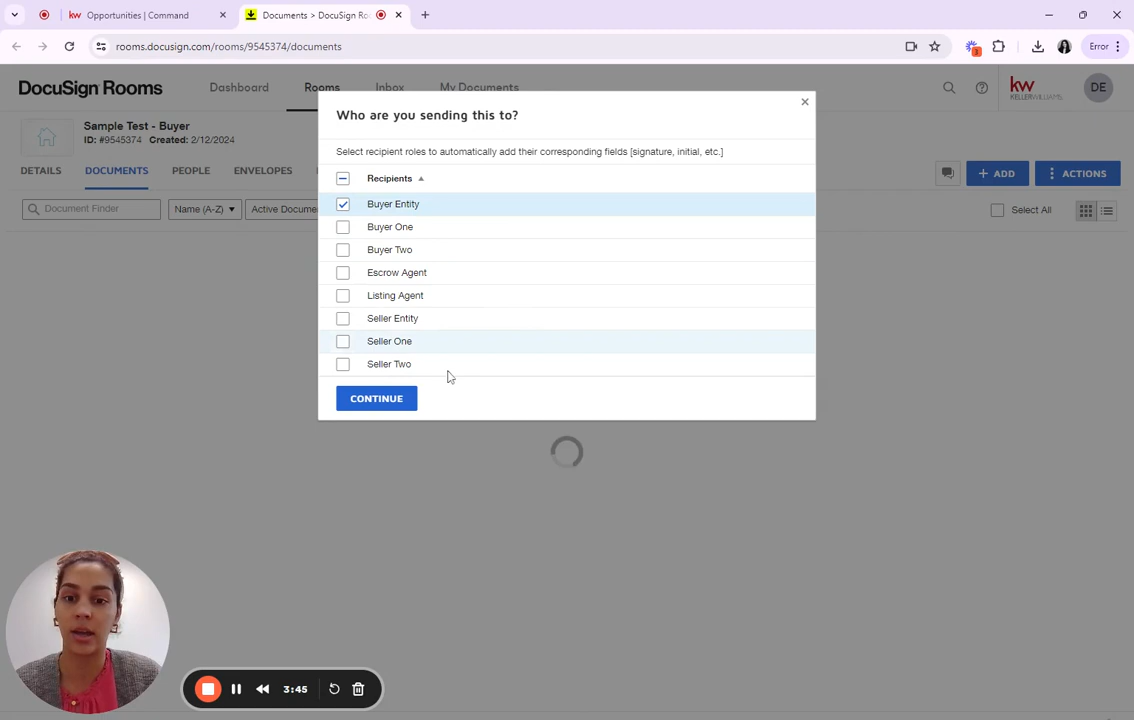 kw Opportunities | Command
Documents > DocuSign Ro
rooms.docusign.com/rooms/9545374/documents
3
Error
DocuSign Rooms
Dashboard
Rooms
Inbox
My Documents
kw
KELLERWILLIAMS.
DE
Sample Test - Buyer
ID: #9545374 Created: 2/12/2024
DETAILS
DOCUMENTS
PEOPLE
ENVELOPES
+ ADD
ACTIONS
Document Finder
Name (A-Z)
Active Docume
Select All
Who are you sending this to?
Select recipient roles to automatically add their corresponding fields [signature, initial, etc.]
Recipients
Buyer Entity
Buyer One
Buyer Two
Escrow Agent
Listing Agent
Seller Entity
Seller One
Seller Two
CONTINUE
3:45